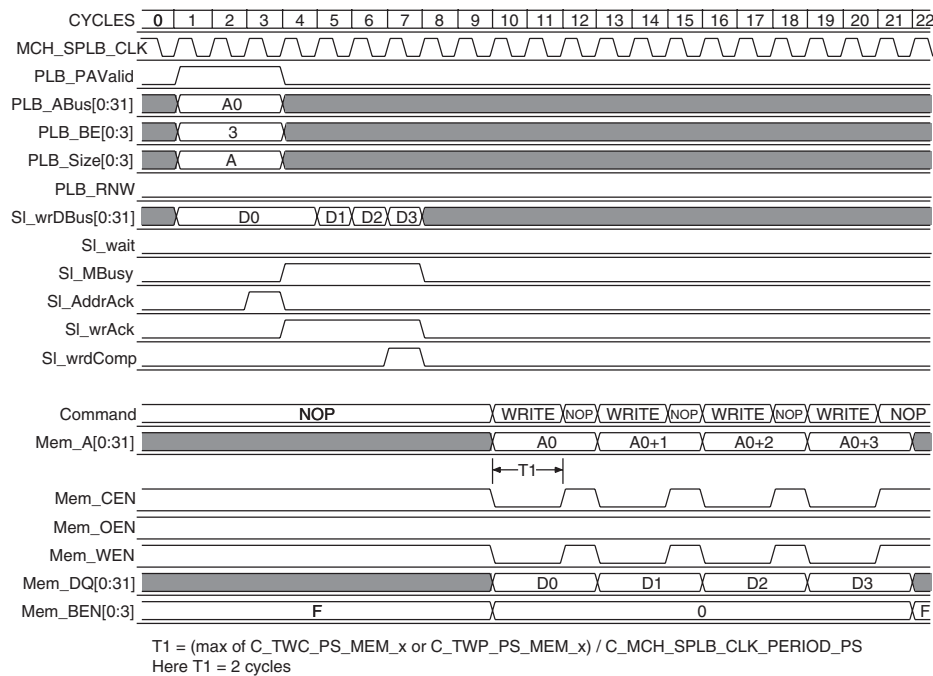 CYCLES 0 1 2 3 4 5 6 7 8 9 10 11 12 13 14 15 16 17 18 19 20 21 22
MCH_SPLB_CLK
PLB_PAValid
PLB_ABus[0:31] A0
PLB_BE[0:3] 3
PLB_Size[0:3] A
PLB_RNW
Sl_wrDBus[0:31] D0 D1 D2 D3
Sl_wait
Sl_MBusy
Sl_AddrAck
Sl_wrAck
Sl_wrdComp
Command NOP WRITE NOP WRITE NOP WRITE NOP WRITE NOP
Mem_A[0:31] A0 A0+1 A0+2 A0+3
T1
Mem_CEN
Mem_OEN
Mem_WEN
Mem_DQ[0:31] D0 D1 D2 D3
Mem_BEN[0:3] F 0 F
T1 = (max of C_TWC_PS_MEM_x or C_TWP_PS_MEM_x) / C_MCH_SPLB_CLK_PERIOD_PS
Here T1 = 2 cycles